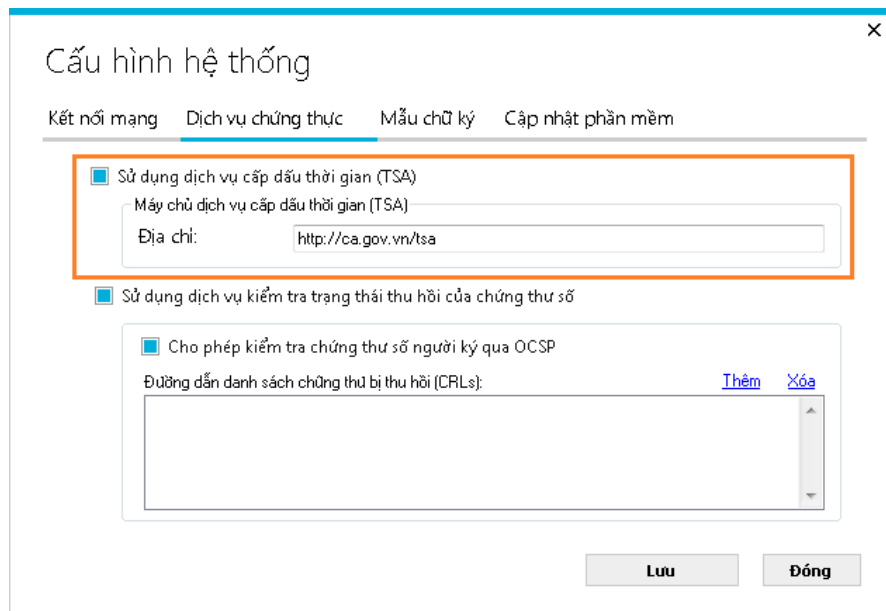 Cấu hình hệ thống
Kết nối mạng Dịch vụ chứng thực Mẫu chữ ký Cập nhật phần mềm
Sử dụng dịch vụ cấp dấu thời gian (TSA)
Máy chủ dịch vụ cấp dấu thời gian (TSA)
Địa chỉ: http://ca.gov.vn/tsa
Sử dụng dịch vụ kiểm tra trạng thái thu hồi của chứng thư số
Cho phép kiểm tra chứng thư số người ký qua OCSP
Đường dẫn danh sách chứng thư bị thu hồi (CRLs): Thêm Xóa
Lưu Đóng